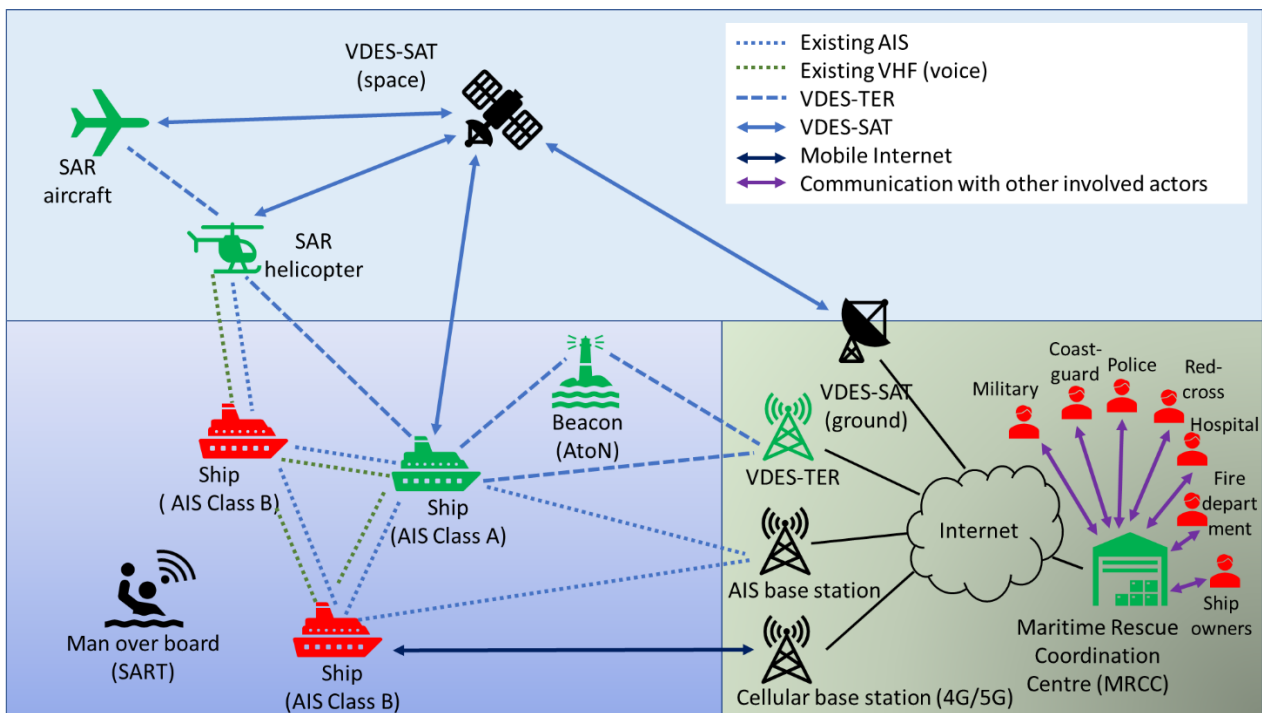 VDES-SAT
(space)
Existing AIS
Existing VHF (voice)
VDES-TER
VDES-SAT
Mobile Internet
Communication with other involved actors
SAR
aircraft
SAR
helicopter
Ship
( AIS Class B)
Ship
(AIS Class A)
Beacon
(AtoN)
Man over board
(SART)
Ship
(AIS Class B)
VDES-SAT
(ground)
VDES-TER
AIS base station
Cellular base station (4G/5G)
Internet
Military
Coast-
guard
Police
Red-
cross
Hospital
Fire
depart
ment
Ship
owners
Maritime Rescue
Coordination
Centre (MRCC)